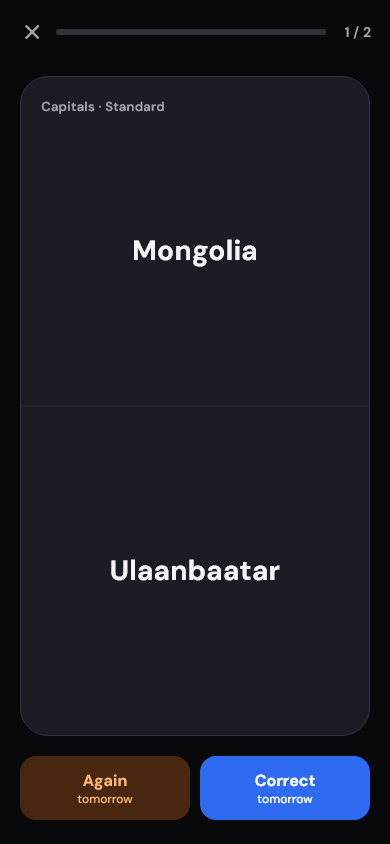 1 / 2
Capitals · Standard
Mongolia
Ulaanbaatar
Again
tomorrow
Correct
tomorrow